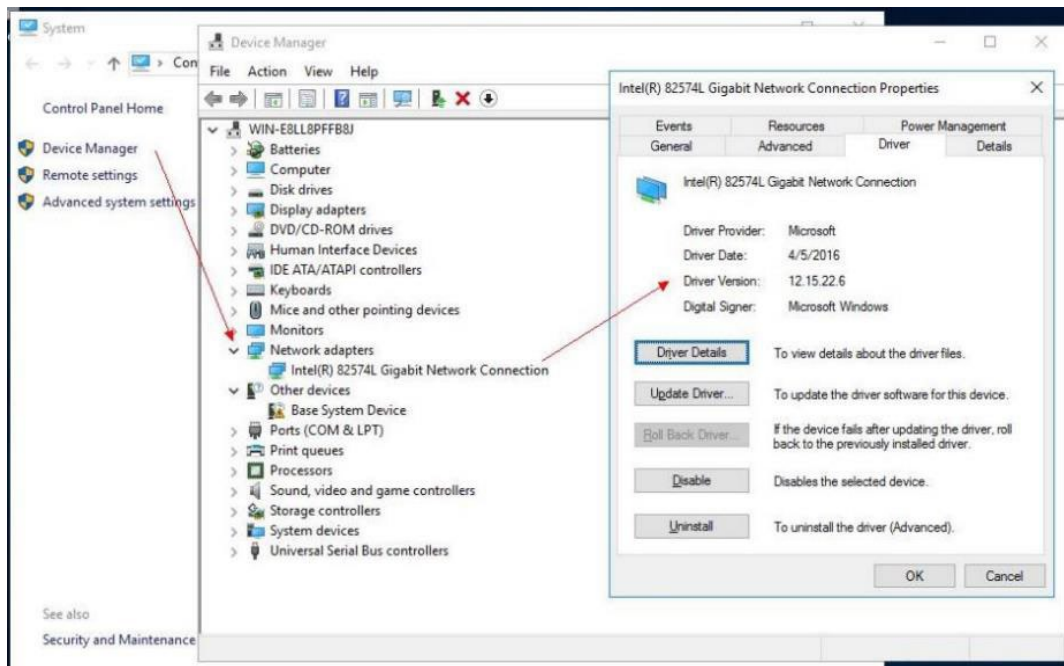 System
Con
Control Panel Home
Device Manager
Remote settings
Advanced system settings
See also
Security and Maintenance
Device Manager
File Action View Help
WIN-E8LL8PFFB8J
Batteries
Computer
Disk drives
Display adapters
DVD/CD-ROM drives
Human Interface Devices
IDE ATA/ATAPI controllers
Keyboards
Mice and other pointing devices
Monitors
Network adapters
Intel(R) 82574L Gigabit Network Connection
Other devices
Base System Device
Ports (COM & LPT)
Print queues
Processors
Sound, video and game controllers
Storage controllers
System devices
Universal Serial Bus controllers
Intel(R) 82574L Gigabit Network Connection Properties
Events Resources Power Management
General Advanced Driver Details
Intel(R) 82574L Gigabit Network Connection
Driver Provider: Microsoft
Driver Date: 4/5/2016
Driver Version: 12.15.22.6
Digital Signer: Microsoft Windows
Driver Details To view details about the driver files.
Update Driver... To update the driver software for this device.
Roll Back Driver... If the device fails after updating the driver, roll
back to the previously installed driver.
Disable Disables the selected device.
Uninstall To uninstall the driver (Advanced).
OK Cancel